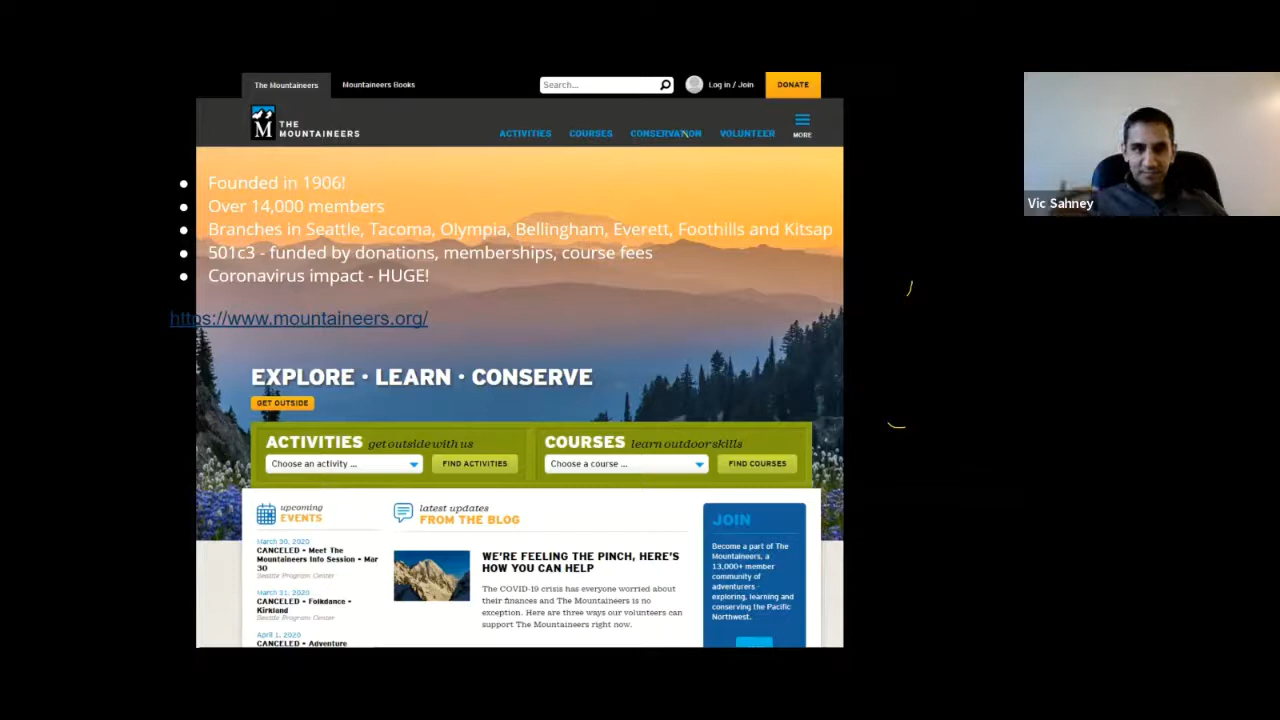 The Mountaineers
Mountaineers Books
Search...
Log in / Join
DONATE
THE
MOUNTAINEERS
ACTIVITIES
COURSES
CONSERVATION
VOLUNTEER
MORE
● Founded in 1906!
● Over 14,000 members
● Branches in Seattle, Tacoma, Olympia, Bellingham, Everett, Foothills and Kitsap
● 501c3 - funded by donations, memberships, course fees
● Coronavirus impact - HUGE!
https://www.mountaineers.org/
EXPLORE · LEARN · CONSERVE
GET OUTSIDE
ACTIVITIES get outside with us
Choose an activity ...
FIND ACTIVITIES
COURSES learn outdoor skills
Choose a course ...
FIND COURSES
upcoming
EVENTS
March 30, 2020
CANCELED - Meet The
Mountaineers Info Session - Mar
30
Seattle Program Center
March 31, 2020
CANCELED - Folkdance -
Kirkland
Seattle Program Center
April 1, 2020
CANCELED - Adventure
latest updates
FROM THE BLOG
WE'RE FEELING THE PINCH, HERE'S
HOW YOU CAN HELP
The COVID-19 crisis has everyone worried about
their finances and The Mountaineers is no
exception. Here are three ways our volunteers can
support The Mountaineers right now.
JOIN
Become a part of The
Mountaineers, a
13,000+ member
community of
adventurers -
exploring, learning and
conserving the Pacific
Northwest.
Vic Sahney